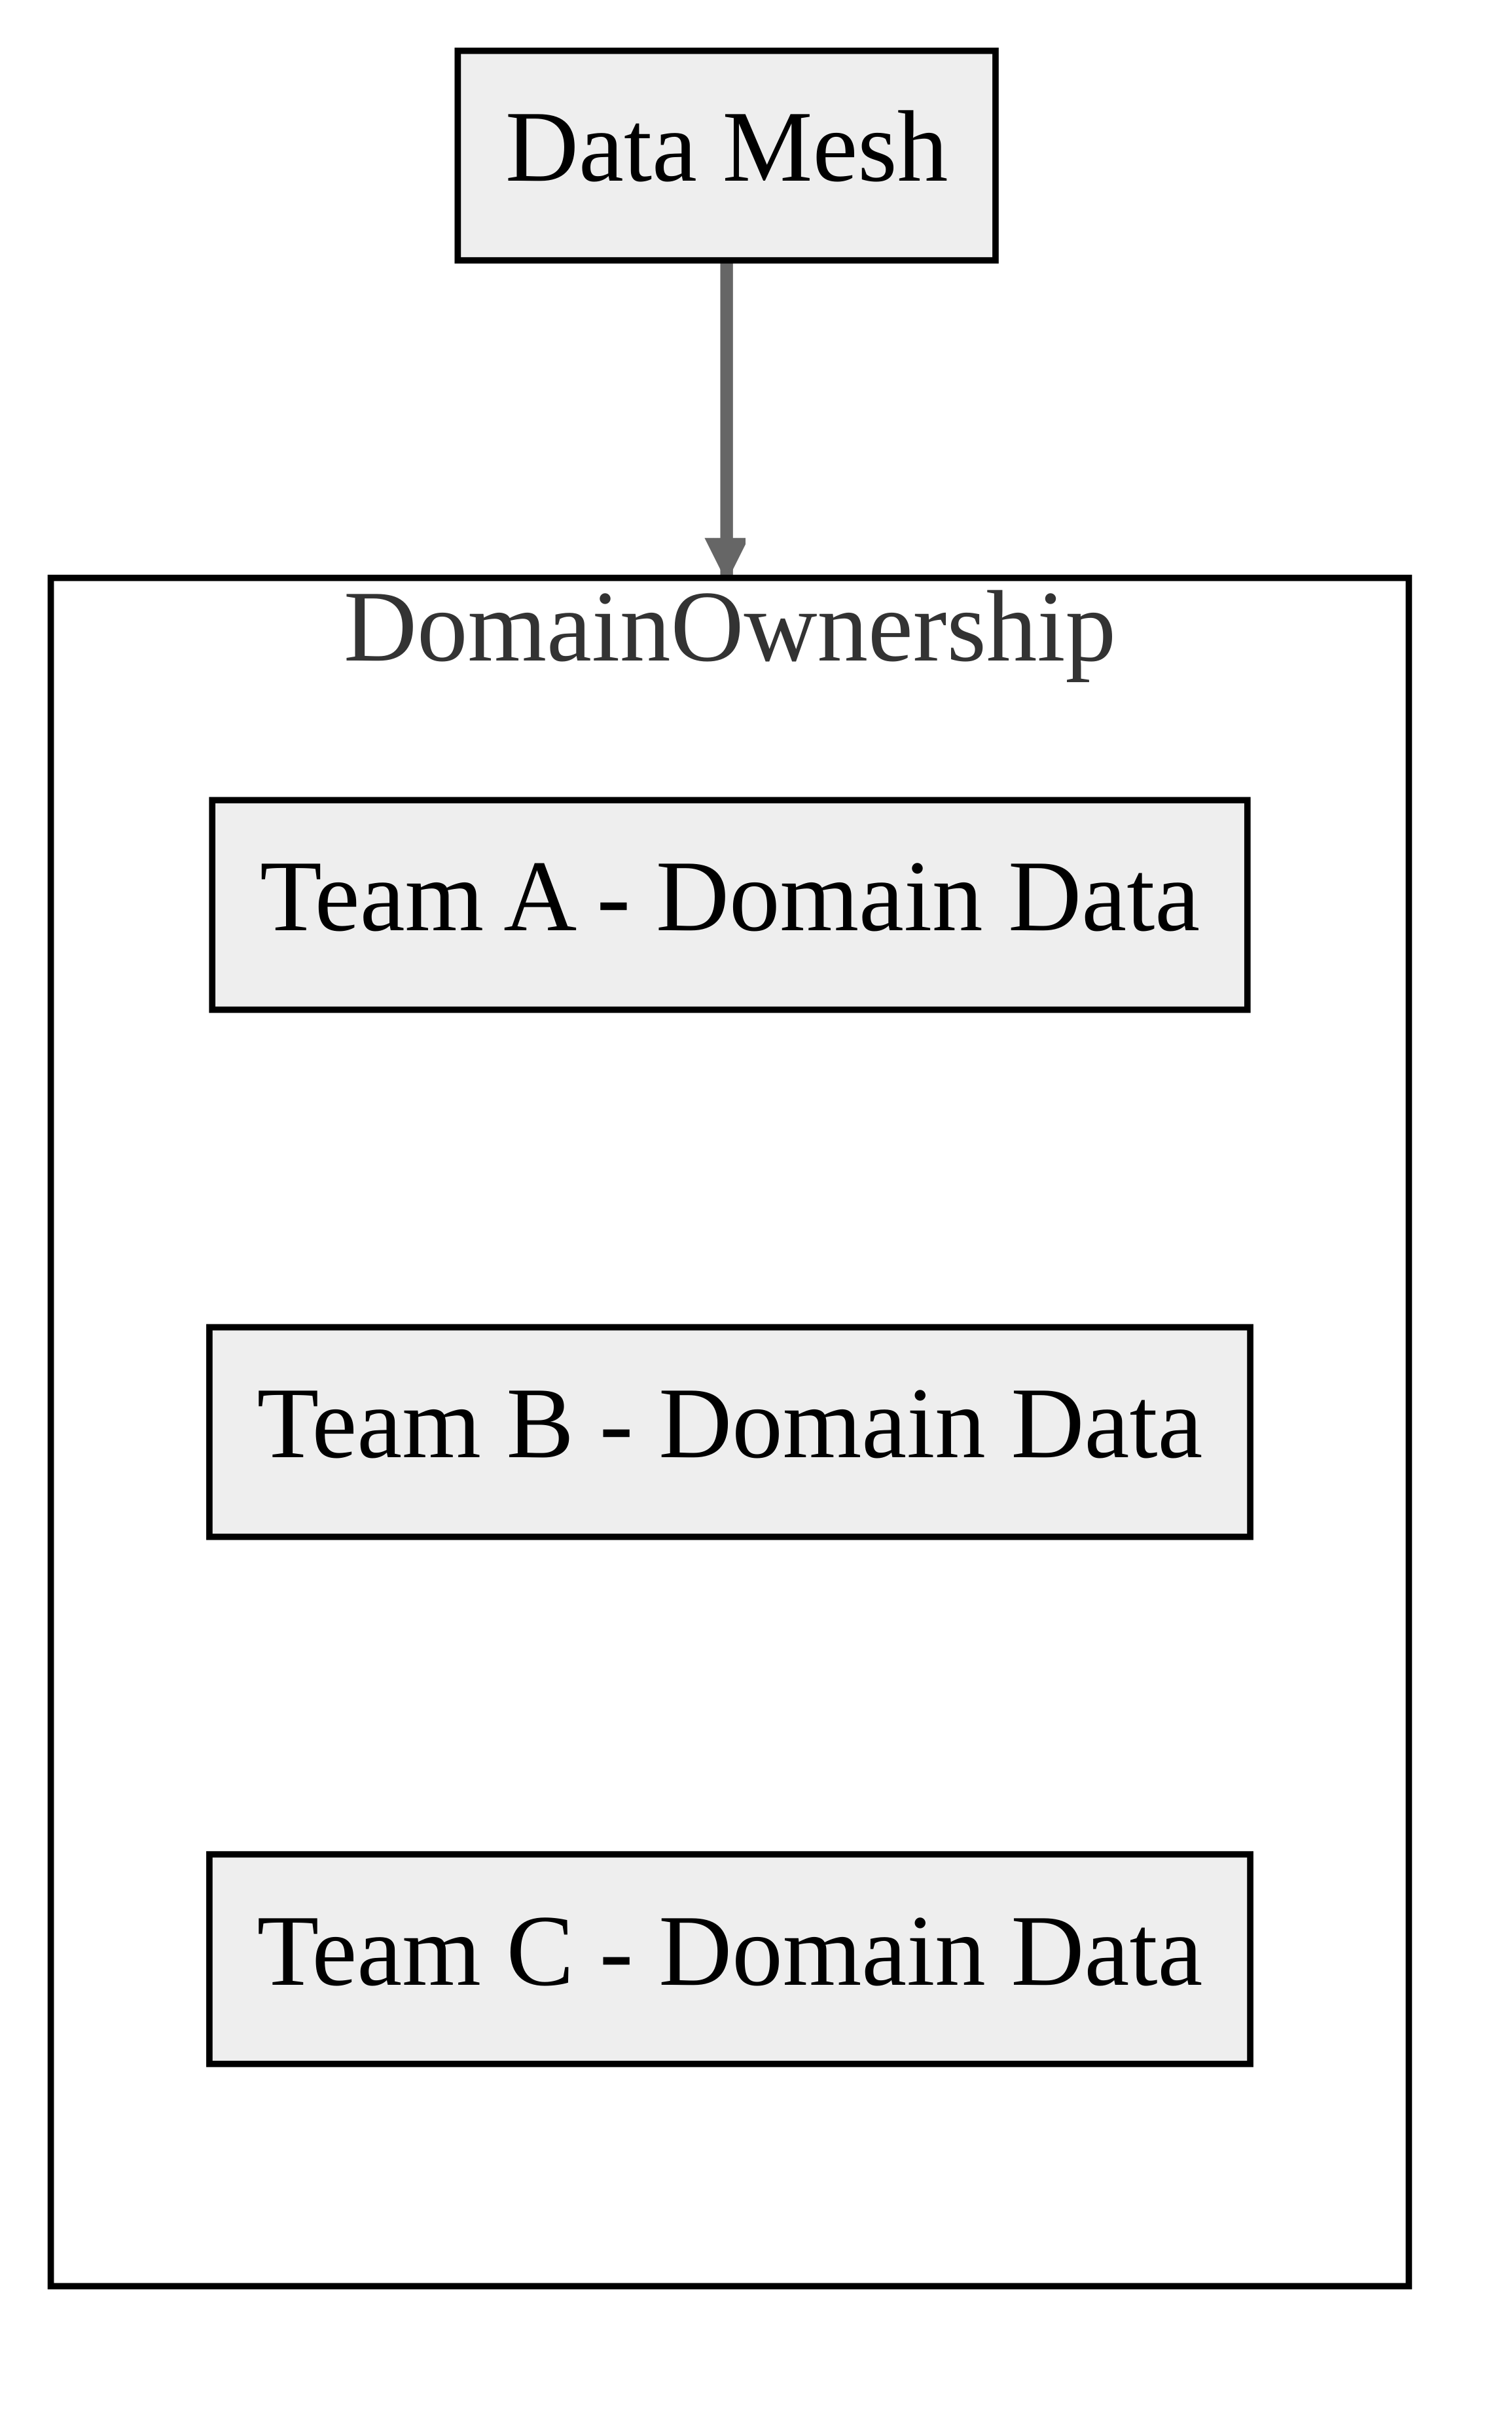 Data Mesh
DomainOwnership
Team A - Domain Data
Team B - Domain Data
Team C - Domain Data